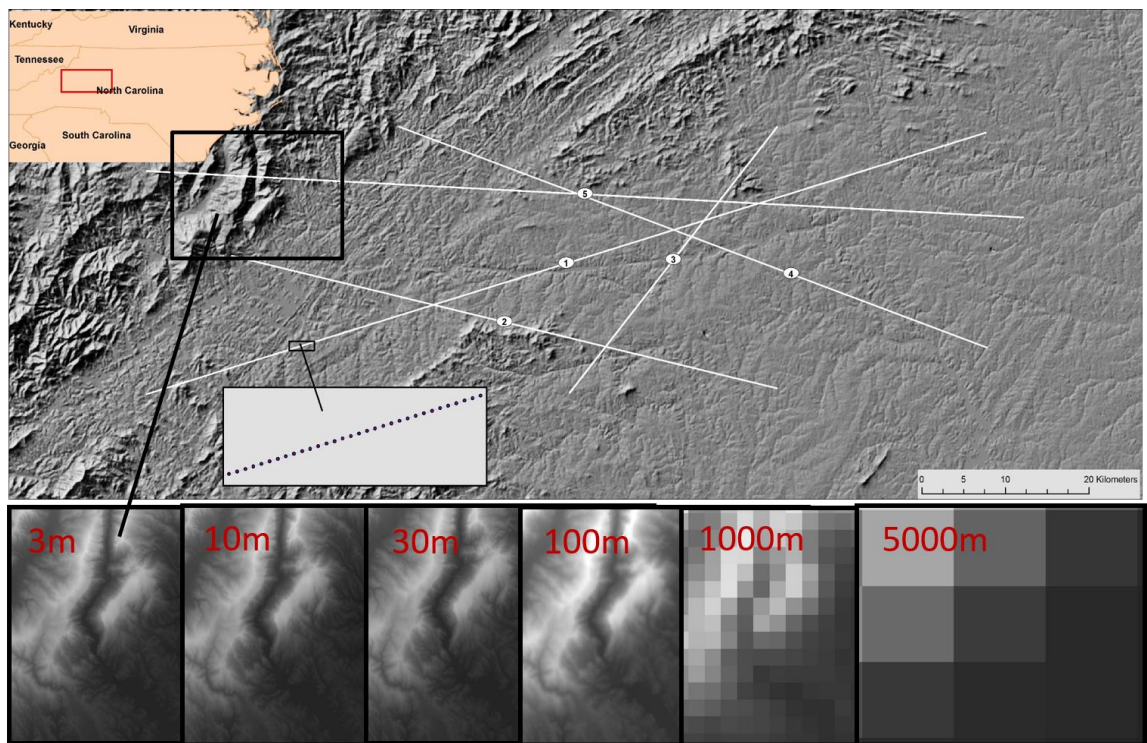 Kentucky
Virginia
Tennessee
North Carolina
South Carolina
Georgia
5
1
3
4
2
0 5 10 20 Kilometers
3m
10m
30m
100m
1000m
5000m